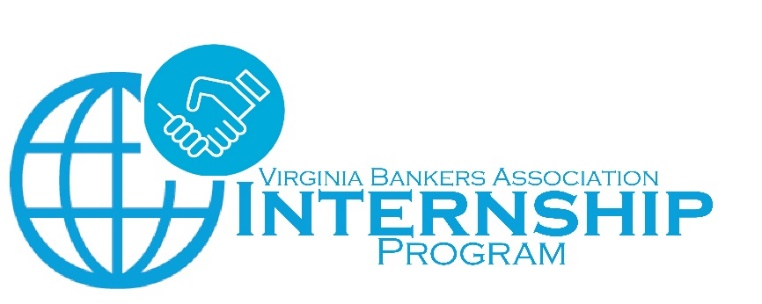 VIRGINIA BANKERS ASSOCIATION
INTERNSHIP
PROGRAM